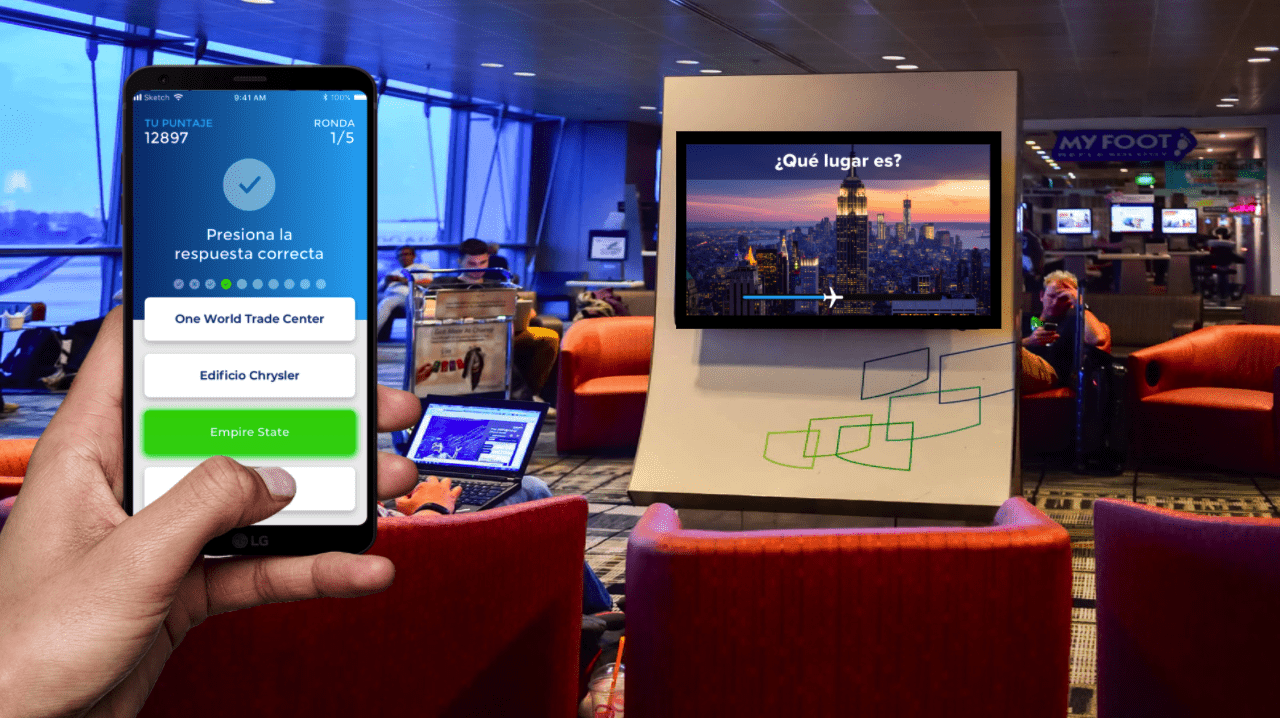 Sketch
9:41 AM
100%
TU PUNTAJE
12897
RONDA
1/5
Presiona la
respuesta correcta
One World Trade Center
Edificio Chrysler
Empire State
LG
¿Qué lugar es?
MY FOOT
REFLEXOLOGY